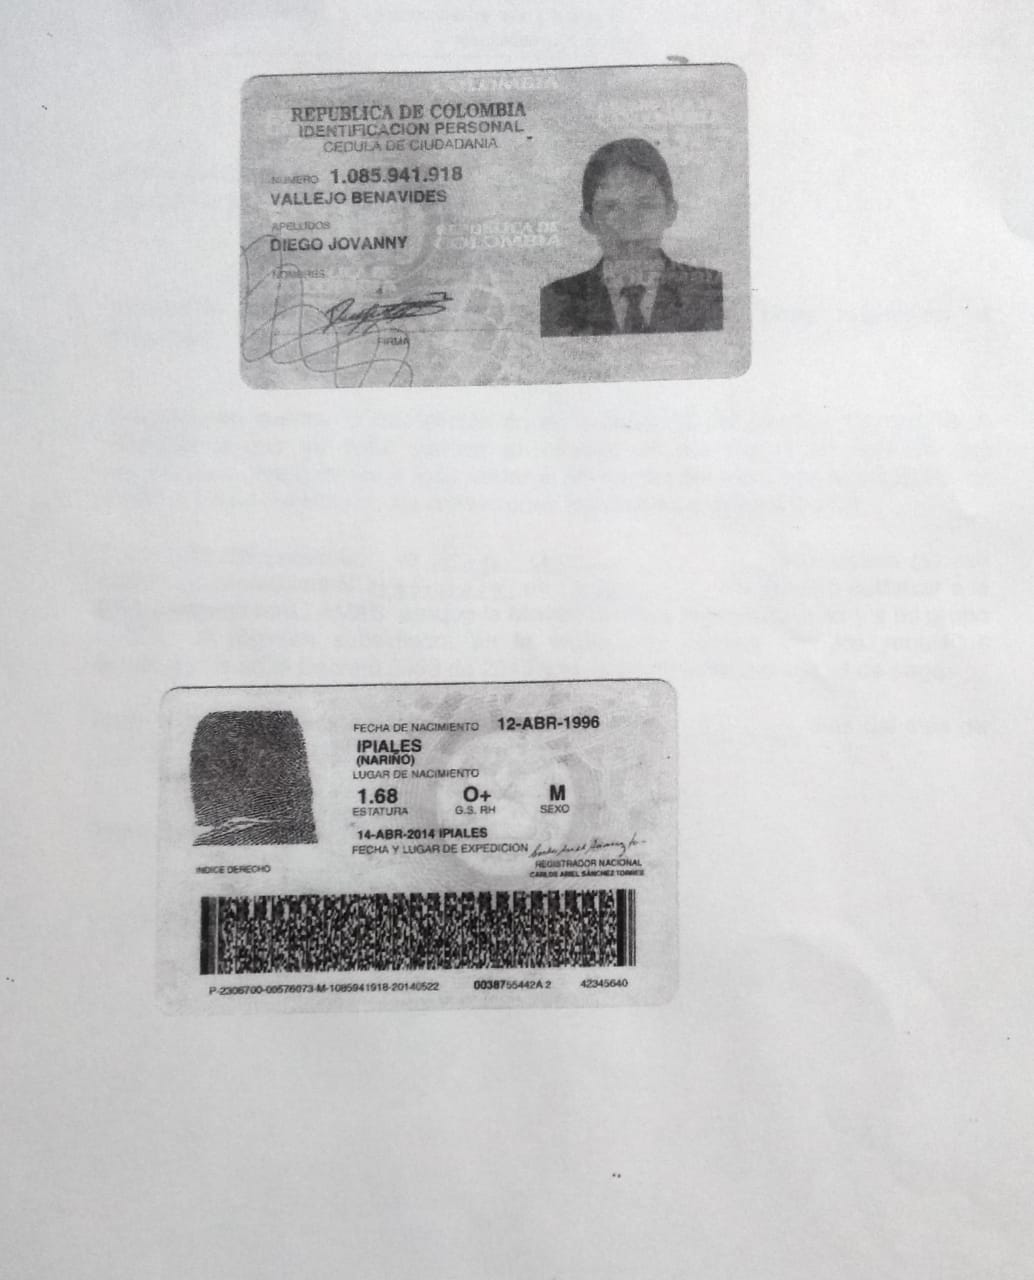 REPUBLICA DE COLOMBIA
IDENTIFICACION PERSONAL
CEDULA DE CIUDADANIA
NUMERO 1.085.941.918
VALLEJO BENAVIDES
APELLIDOS
DIEGO JOVANNY
NOMBRES
FIRMA
REPUBLICA DE
COLOMBIA
FECHA DE NACIMIENTO 12-ABR-1996
IPIALES
(NARIÑO)
LUGAR DE NACIMIENTO
1.68 O+ M
ESTATURA G.S. RH SEXO
14-ABR-2014 IPIALES
FECHA Y LUGAR DE EXPEDICION
REGISTRADOR NACIONAL
CARLOS ARIEL SANCHEZ TORRES
INDICE DERECHO
P-2306700-00576073-M-1085941918-20140522 0038755442A 2 42345640